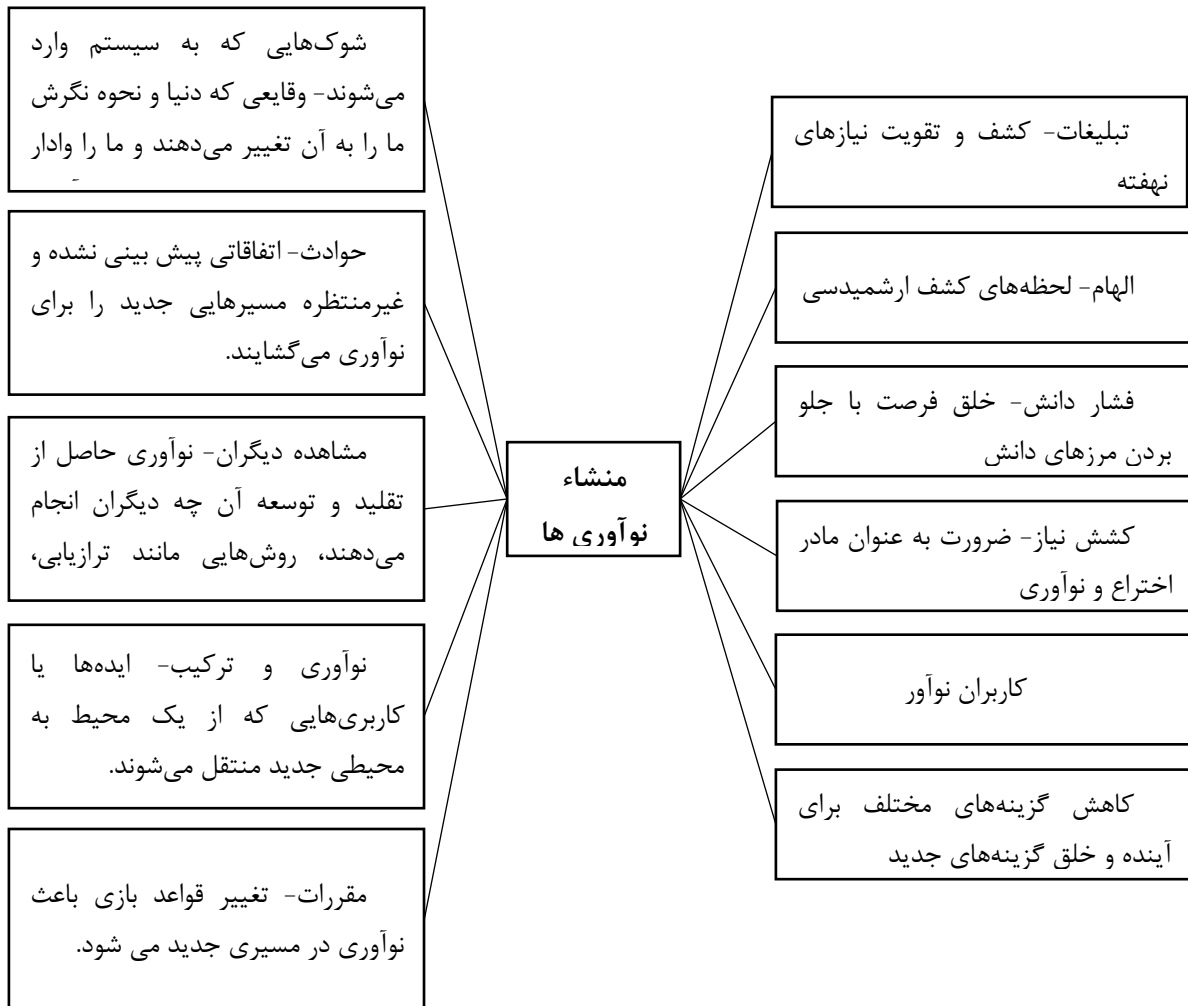 تبلیغات- کشف و تقویت نیازهای
نهفته
الهام- لحظه‌های کشف ارشمیدسی
فشار دانش- خلق فرصت با جلو
بردن مرزهای دانش
کشش نیاز- ضرورت به عنوان مادر
اختراع و نوآوری
کاربران نوآور
کاهش گزینه‌های مختلف برای
آینده و خلق گزینه‌های جدید
منشاء
نوآوری ها
شوک‌هایی که به سیستم وارد
می‌شوند- وقایعی که دنیا و نحوه نگرش
ما را به آن تغییر می‌دهند و ما را وادار
حوادث- اتفاقاتی پیش بینی نشده و
غیرمنتظره مسیرهایی جدید را برای
نوآوری می‌گشایند.
مشاهده دیگران- نوآوری حاصل از
تقلید و توسعه آن چه دیگران انجام
می‌دهند، روش‌هایی مانند ترازیابی،
نوآوری و ترکیب- ایده‌ها یا
کاربری‌هایی که از یک محیط به
محیطی جدید منتقل می‌شوند.
مقررات- تغییر قواعد بازی باعث
نوآوری در مسیری جدید می شود.